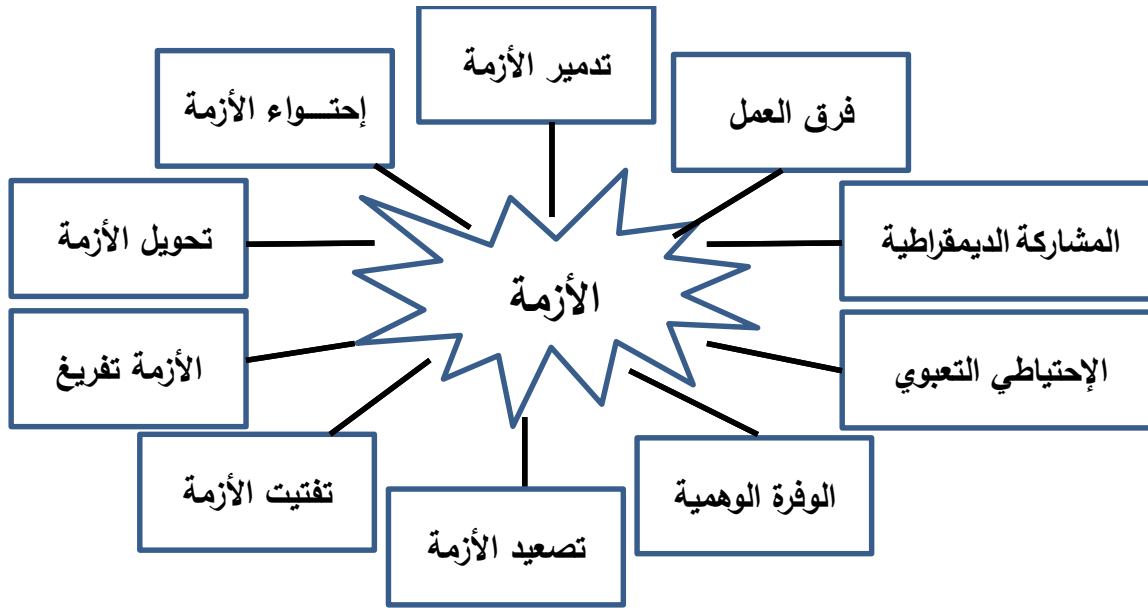 تدمير الأزمة
فرق العمل
إحتـــواء الأزمة
المشاركة الديمقراطية
تحويل الأزمة
الأزمة
الإحتياطي التعبوي
الأزمة تفريغ
الوفرة الوهمية
تفتيت الأزمة
تصعيد الأزمة